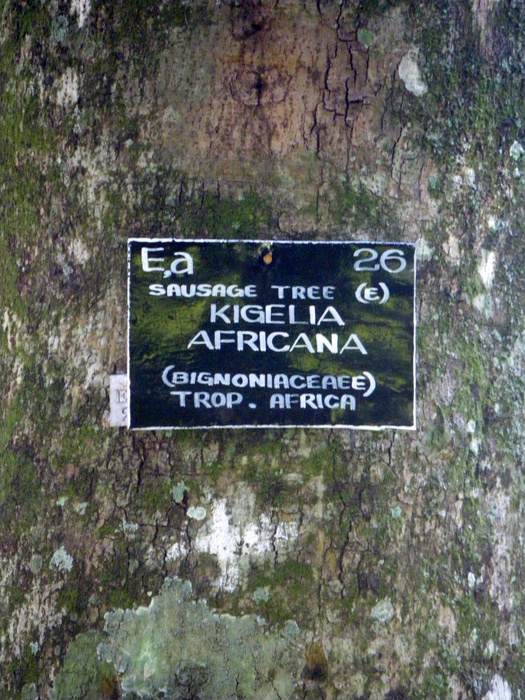 E,a 26
SAUSAGE TREE (E)
KIGELIA
AFRICANA
(BIGNONIACEAEE)
TROP. AFRICA